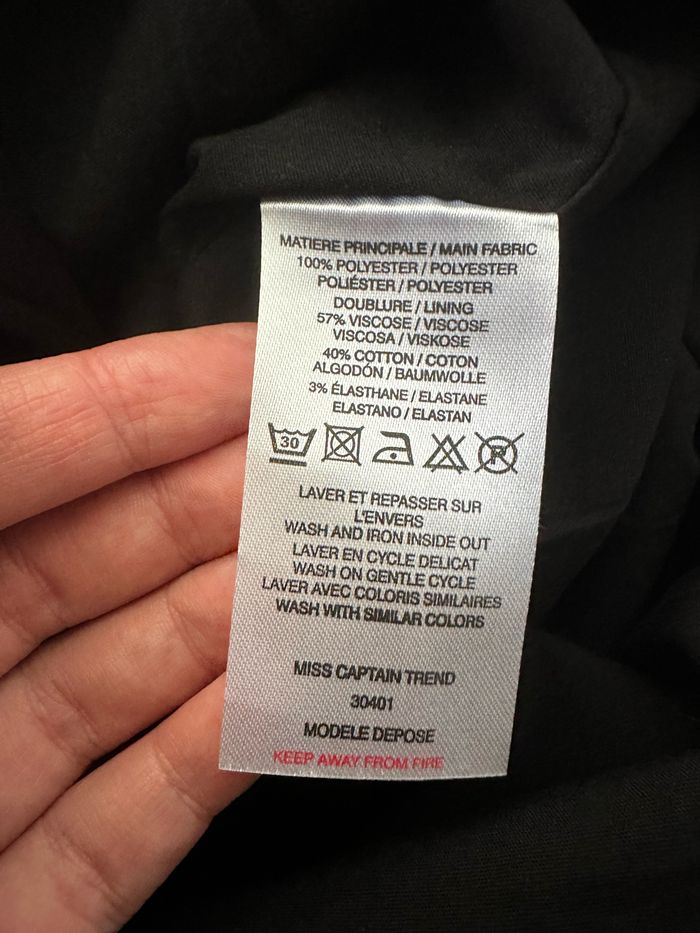 MATIERE PRINCIPALE / MAIN FABRIC
100% POLYESTER / POLYESTER
POLIÉSTER / POLYESTER
DOUBLURE / LINING
57% VISCOSE / VISCOSE
VISCOSA / VISKOSE
40% COTTON / COTON
ALGODÓN / BAUMWOLLE
3% ÉLASTHANE / ELASTANE
ELASTANO / ELASTAN
30 P
LAVER ET REPASSER SUR
L'ENVERS
WASH AND IRON INSIDE OUT
LAVER EN CYCLE DELICAT
WASH ON GENTLE CYCLE
LAVER AVEC COLORIS SIMILAIRES
WASH WITH SIMILAR COLORS
MISS CAPTAIN TREND
30401
MODELE DEPOSE
KEEP AWAY FROM FIRE